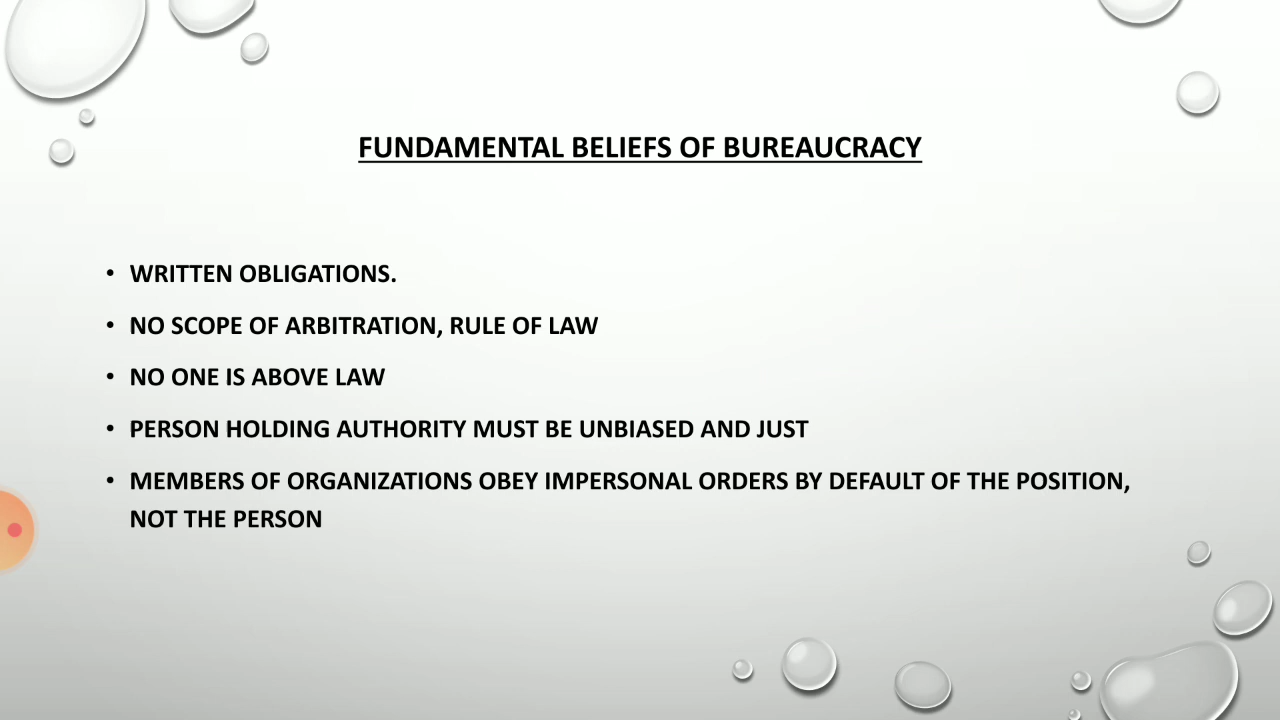 FUNDAMENTAL BELIEFS OF BUREAUCRACY
• WRITTEN OBLIGATIONS.
• NO SCOPE OF ARBITRATION, RULE OF LAW
• NO ONE IS ABOVE LAW
• PERSON HOLDING AUTHORITY MUST BE UNBIASED AND JUST
• MEMBERS OF ORGANIZATIONS OBEY IMPERSONAL ORDERS BY DEFAULT OF THE POSITION,
NOT THE PERSON